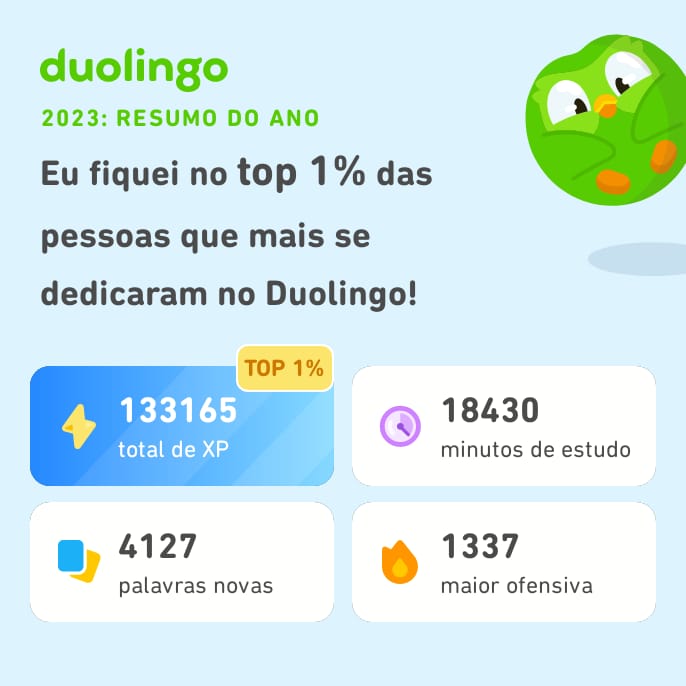 duolingo
2023: RESUMO DO ANO
Eu fiquei no top 1% das
pessoas que mais se
dedicaram no Duolingo!
TOP 1%
133165
total de XP
18430
minutos de estudo
4127
palavras novas
1337
maior ofensiva